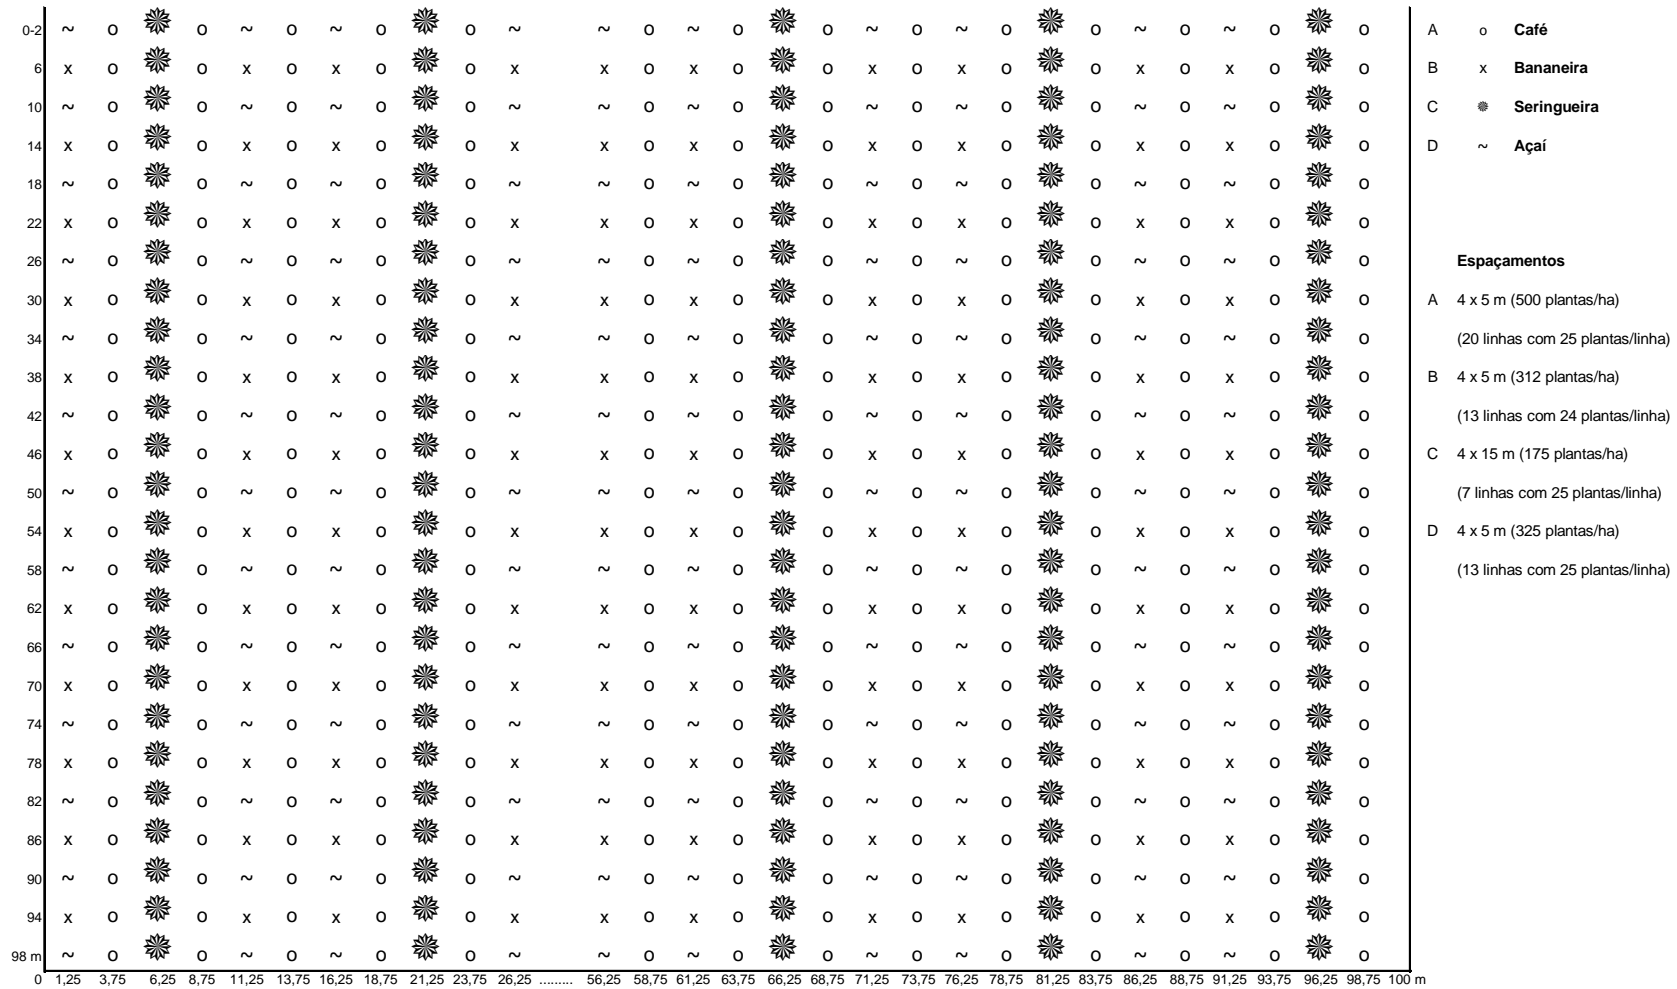 0-2 ~ o ❋ o ~ o ~ o ❋ o ~ ~ o ~ o ❋ o ~ o ~ o ❋ o ~ o ~ o ❋ o A o Café
6 x o ❋ o x o x o ❋ o x x o x o ❋ o x o x o ❋ o x o x o ❋ o B x Bananeira
10 ~ o ❋ o ~ o ~ o ❋ o ~ ~ o ~ o ❋ o ~ o ~ o ❋ o ~ o ~ o ❋ o C ❋ Seringueira
14 x o ❋ o x o x o ❋ o x x o x o ❋ o x o x o ❋ o x o x o ❋ o D ~ Açaí
18 ~ o ❋ o ~ o ~ o ❋ o ~ ~ o ~ o ❋ o ~ o ~ o ❋ o ~ o ~ o ❋ o
22 x o ❋ o x o x o ❋ o x x o x o ❋ o x o x o ❋ o x o x o ❋ o
26 ~ o ❋ o ~ o ~ o ❋ o ~ ~ o ~ o ❋ o ~ o ~ o ❋ o ~ o ~ o ❋ o Espaçamentos
30 x o ❋ o x o x o ❋ o x x o x o ❋ o x o x o ❋ o x o x o ❋ o A 4 x 5 m (500 plantas/ha)
34 ~ o ❋ o ~ o ~ o ❋ o ~ ~ o ~ o ❋ o ~ o ~ o ❋ o ~ o ~ o ❋ o (20 linhas com 25 plantas/linha)
38 x o ❋ o x o x o ❋ o x x o x o ❋ o x o x o ❋ o x o x o ❋ o B 4 x 5 m (312 plantas/ha)
42 ~ o ❋ o ~ o ~ o ❋ o ~ ~ o ~ o ❋ o ~ o ~ o ❋ o ~ o ~ o ❋ o (13 linhas com 24 plantas/linha)
46 x o ❋ o x o x o ❋ o x x o x o ❋ o x o x o ❋ o x o x o ❋ o C 4 x 15 m (175 plantas/ha)
50 ~ o ❋ o ~ o ~ o ❋ o ~ ~ o ~ o ❋ o ~ o ~ o ❋ o ~ o ~ o ❋ o (7 linhas com 25 plantas/linha)
54 x o ❋ o x o x o ❋ o x x o x o ❋ o x o x o ❋ o x o x o ❋ o D 4 x 5 m (325 plantas/ha)
58 ~ o ❋ o ~ o ~ o ❋ o ~ ~ o ~ o ❋ o ~ o ~ o ❋ o ~ o ~ o ❋ o (13 linhas com 25 plantas/linha)
62 x o ❋ o x o x o ❋ o x x o x o ❋ o x o x o ❋ o x o x o ❋ o
66 ~ o ❋ o ~ o ~ o ❋ o ~ ~ o ~ o ❋ o ~ o ~ o ❋ o ~ o ~ o ❋ o
70 x o ❋ o x o x o ❋ o x x o x o ❋ o x o x o ❋ o x o x o ❋ o
74 ~ o ❋ o ~ o ~ o ❋ o ~ ~ o ~ o ❋ o ~ o ~ o ❋ o ~ o ~ o ❋ o
78 x o ❋ o x o x o ❋ o x x o x o ❋ o x o x o ❋ o x o x o ❋ o
82 ~ o ❋ o ~ o ~ o ❋ o ~ ~ o ~ o ❋ o ~ o ~ o ❋ o ~ o ~ o ❋ o
86 x o ❋ o x o x o ❋ o x x o x o ❋ o x o x o ❋ o x o x o ❋ o
90 ~ o ❋ o ~ o ~ o ❋ o ~ ~ o ~ o ❋ o ~ o ~ o ❋ o ~ o ~ o ❋ o
94 x o ❋ o x o x o ❋ o x x o x o ❋ o x o x o ❋ o x o x o ❋ o
98 m ~ o ❋ o ~ o ~ o ❋ o ~ ~ o ~ o ❋ o ~ o ~ o ❋ o ~ o ~ o ❋ o
0 1,25 3,75 6,25 8,75 11,25 13,75 16,25 18,75 21,25 23,75 26,25 ......... 56,25 58,75 61,25 63,75 66,25 68,75 71,25 73,75 76,25 78,75 81,25 83,75 86,25 88,75 91,25 93,75 96,25 98,75 100 m